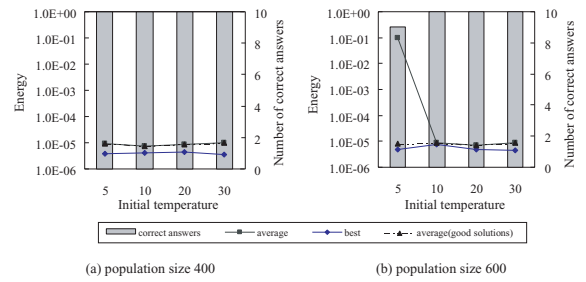 1.0E+00
1.0E-01
1.0E-02
1.0E-03
1.0E-04
1.0E-05
1.0E-06
Energy
10
8
6
4
2
0
Number of correct answers
5 10 20 30
Initial temperature
1.0E+00
1.0E-01
1.0E-02
1.0E-03
1.0E-04
1.0E-05
1.0E-06
Energy
10
8
6
4
2
0
Number of correct answers
5 10 20 30
Initial temperature
correct answers average best average(good solutions)
(a) population size 400
(b) population size 600